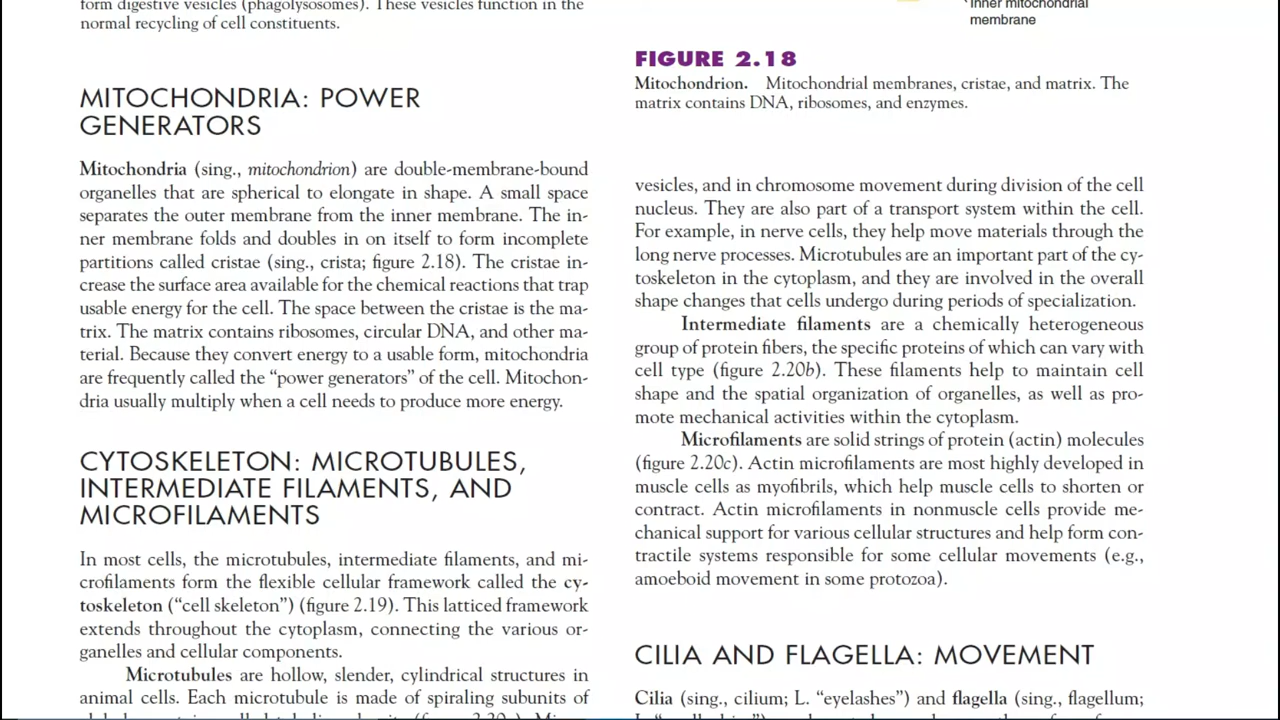 form digestive vesicles (phagolysosomes). These vesicles function in the
normal recycling of cell constituents.
MITOCHONDRIA: POWER
GENERATORS
Mitochondria (sing., mitochondrion) are double-membrane-bound
organelles that are spherical to elongate in shape. A small space
separates the outer membrane from the inner membrane. The in-
ner membrane folds and doubles in on itself to form incomplete
partitions called cristae (sing., crista; figure 2.18). The cristae in-
crease the surface area available for the chemical reactions that trap
usable energy for the cell. The space between the cristae is the ma-
trix. The matrix contains ribosomes, circular DNA, and other ma-
terial. Because they convert energy to a usable form, mitochondria
are frequently called the “power generators” of the cell. Mitochon-
dria usually multiply when a cell needs to produce more energy.
CYTOSKELETON: MICROTUBULES,
INTERMEDIATE FILAMENTS, AND
MICROFILAMENTS
In most cells, the microtubules, intermediate filaments, and mi-
crofilaments form the flexible cellular framework called the cy-
toskeleton (“cell skeleton”) (figure 2.19). This latticed framework
extends throughout the cytoplasm, connecting the various or-
ganelles and cellular components.
Microtubules are hollow, slender, cylindrical structures in
animal cells. Each microtubule is made of spiraling subunits of
inner mitochondrial
membrane
FIGURE 2.18
Mitochondrion. Mitochondrial membranes, cristae, and matrix. The
matrix contains DNA, ribosomes, and enzymes.
vesicles, and in chromosome movement during division of the cell
nucleus. They are also part of a transport system within the cell.
For example, in nerve cells, they help move materials through the
long nerve processes. Microtubules are an important part of the cy-
toskeleton in the cytoplasm, and they are involved in the overall
shape changes that cells undergo during periods of specialization.
Intermediate filaments are a chemically heterogeneous
group of protein fibers, the specific proteins of which can vary with
cell type (figure 2.20b). These filaments help to maintain cell
shape and the spatial organization of organelles, as well as pro-
mote mechanical activities within the cytoplasm.
Microfilaments are solid strings of protein (actin) molecules
(figure 2.20c). Actin microfilaments are most highly developed in
muscle cells as myofibrils, which help muscle cells to shorten or
contract. Actin microfilaments in nonmuscle cells provide me-
chanical support for various cellular structures and help form con-
tractile systems responsible for some cellular movements (e.g.,
amoeboid movement in some protozoa).
CILIA AND FLAGELLA: MOVEMENT
Cilia (sing., cilium; L. “eyelashes”) and flagella (sing., flagellum;